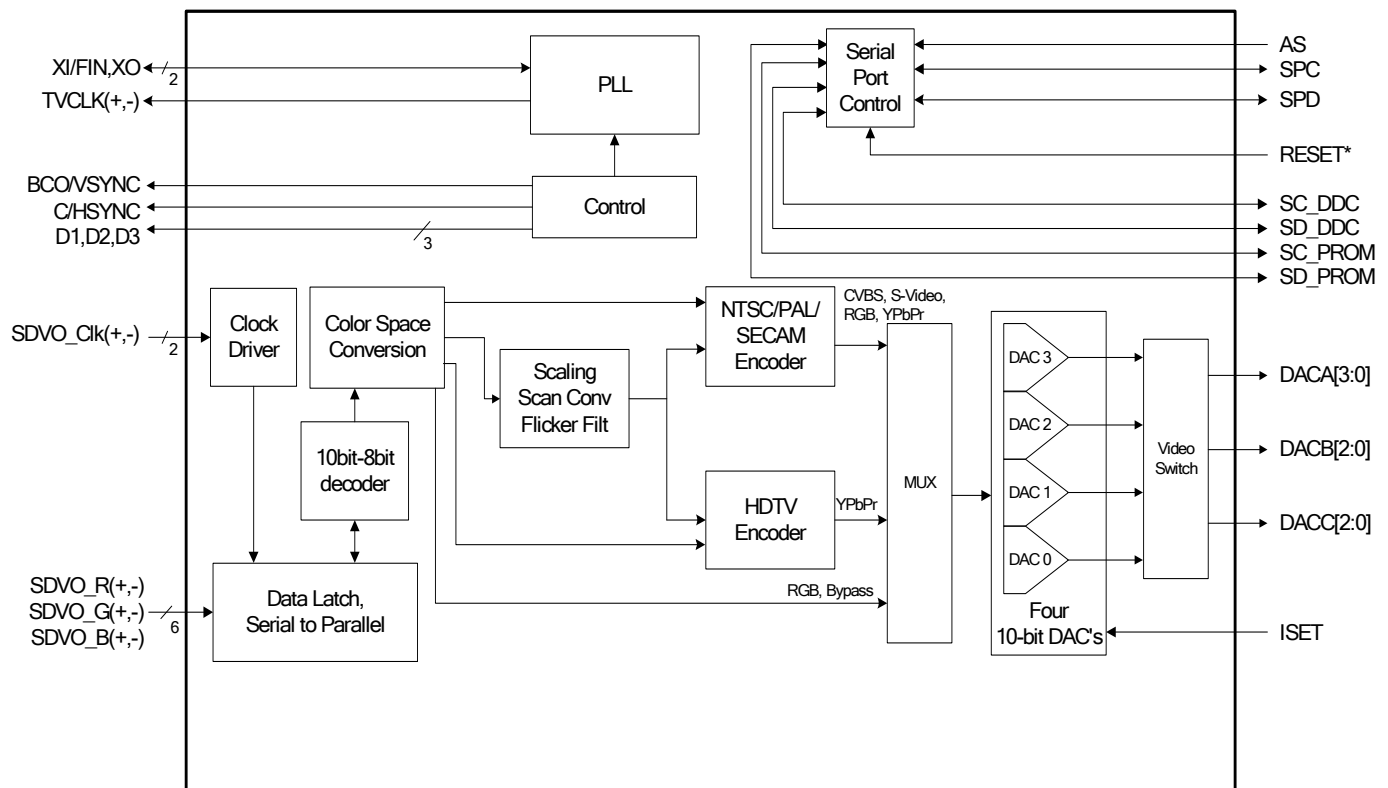 XI/FIN,XO
2
TVCLK(+,-)
PLL
Serial
Port
Control
AS
SPC
SPD
RESET*
BCO/VSYNC
C/HSYNC
D1,D2,D3
3
Control
SC_DDC
SD_DDC
SC_PROM
SD_PROM
SDVO_Clk(+,-)
2
Clock
Driver
Color Space
Conversion
NTSC/PAL/
SECAM
Encoder
CVBS, S-Video,
RGB, YPbPr
Scaling
Scan Conv
Flicker Filt
10bit-8bit
decoder
HDTV
Encoder
YPbPr
MUX
RGB, Bypass
DAC 3
DAC 2
DAC 1
DAC 0
Four
10-bit DAC's
Video
Switch
DACA[3:0]
DACB[2:0]
DACC[2:0]
ISET
SDVO_R(+,-)
SDVO_G(+,-)
SDVO_B(+,-)
6
Data Latch,
Serial to Parallel